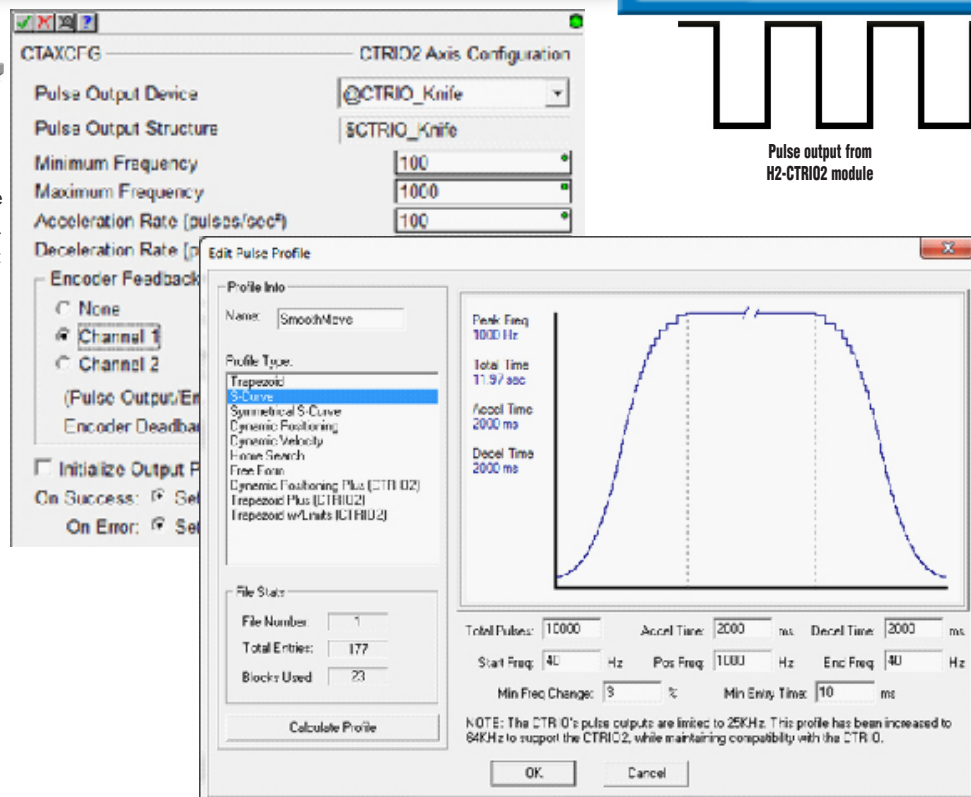 CTAXCFG CTRIO2 Axis Configuration
Pulse Output Device @CTRIO_Knife
Pulse Output Structure $CTRIO_Knife
Minimum Frequency 100
Maximum Frequency 1000
Acceleration Rate (pulses/sec²) 100
Deceleration Rate (p
Encoder Feedback
None
Channel 1
Channel 2
(Pulse Output/En
Encoder Deadba
Initialize Output P
On Success: Set
On Error: Set
Pulse output from
H2-CTRIO2 module
Edit Pulse Profile
Profile Info
Name: SmoothMove
Profile Type:
Trapezoid
S-Curve
Symmetrical S-Curve
Dynamic Positioning
Dynamic Velocity
Home Search
Free Form
Dynamic Positioning Plus (CTRIO2)
Trapezoid Plus (CTRIO2)
Trapezoid w/Limits (CTRIO2)
File Stats
File Number: 1
Total Entries: 177
Blocks Used: 23
Calculate Profile
Peak Freq
1000 Hz
Total Time
11.97 sec
Accel Time
2000 ms
Decel Time
2000 ms
Total Pulses: 10000 Accel Time: 2000 ms Decel Time: 2000 ms
Start Freq: 40 Hz Pos Freq: 1000 Hz End Freq: 40 Hz
Min Freq Change: 3 % Min Entry Time: 10 ms
NOTE: The CTRIO's pulse outputs are limited to 25KHz. This profile has been increased to
64KHz to support the CTRIO2, while maintaining compatibility with the CTRIO.
OK Cancel